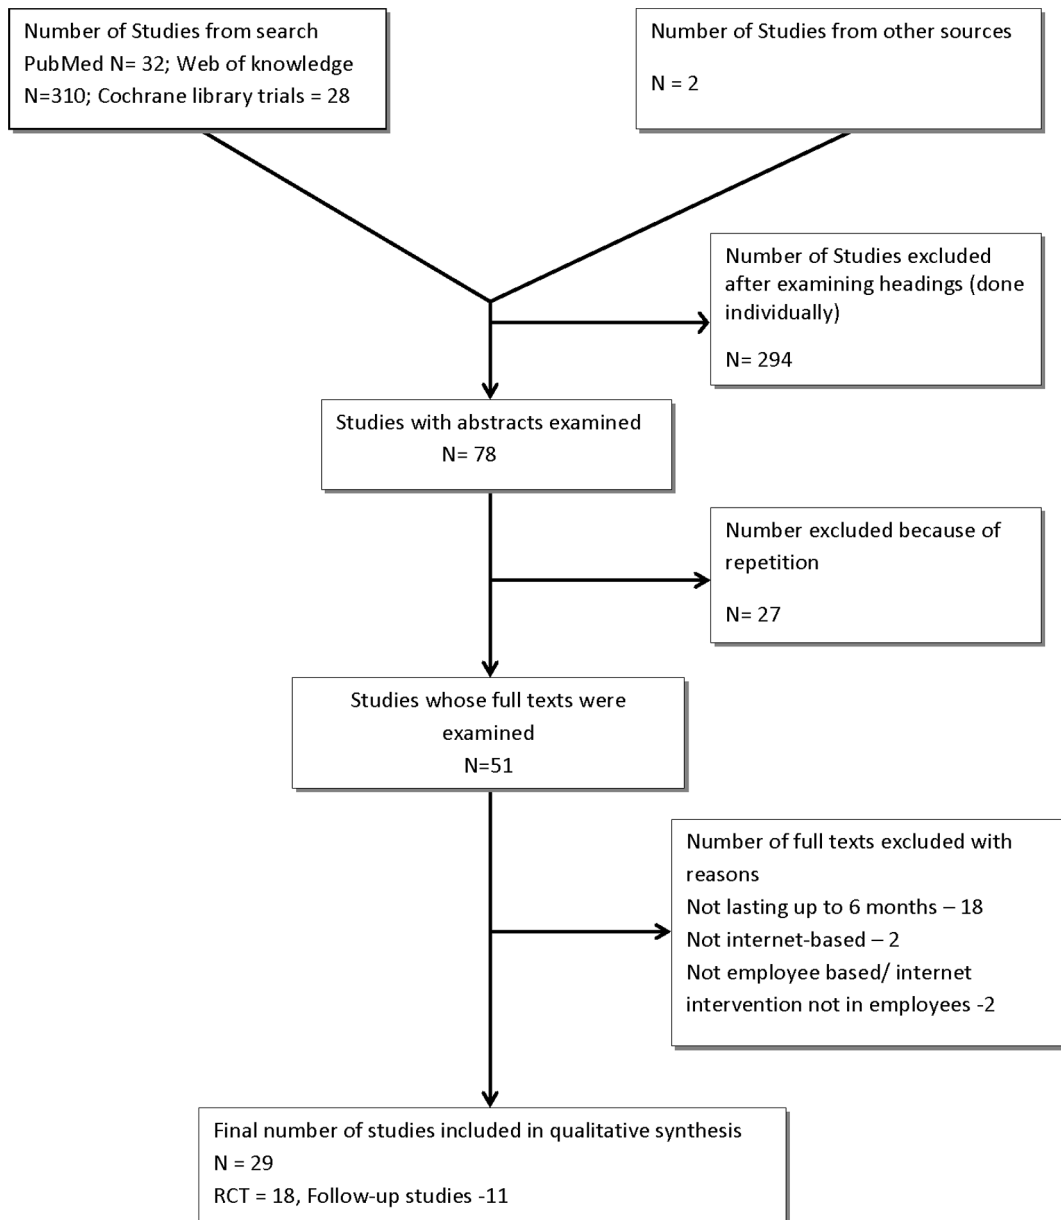 Number of Studies from search
PubMed N= 32; Web of knowledge
N=310; Cochrane library trials = 28
Number of Studies from other sources
N = 2
Number of Studies excluded
after examining headings (done
individually)
N= 294
Studies with abstracts examined
N= 78
Number excluded because of
repetition
N= 27
Studies whose full texts were
examined
N=51
Number of full texts excluded with
reasons
Not lasting up to 6 months – 18
Not internet-based – 2
Not employee based/ internet
intervention not in employees -2
Final number of studies included in qualitative synthesis
N = 29
RCT = 18, Follow-up studies -11